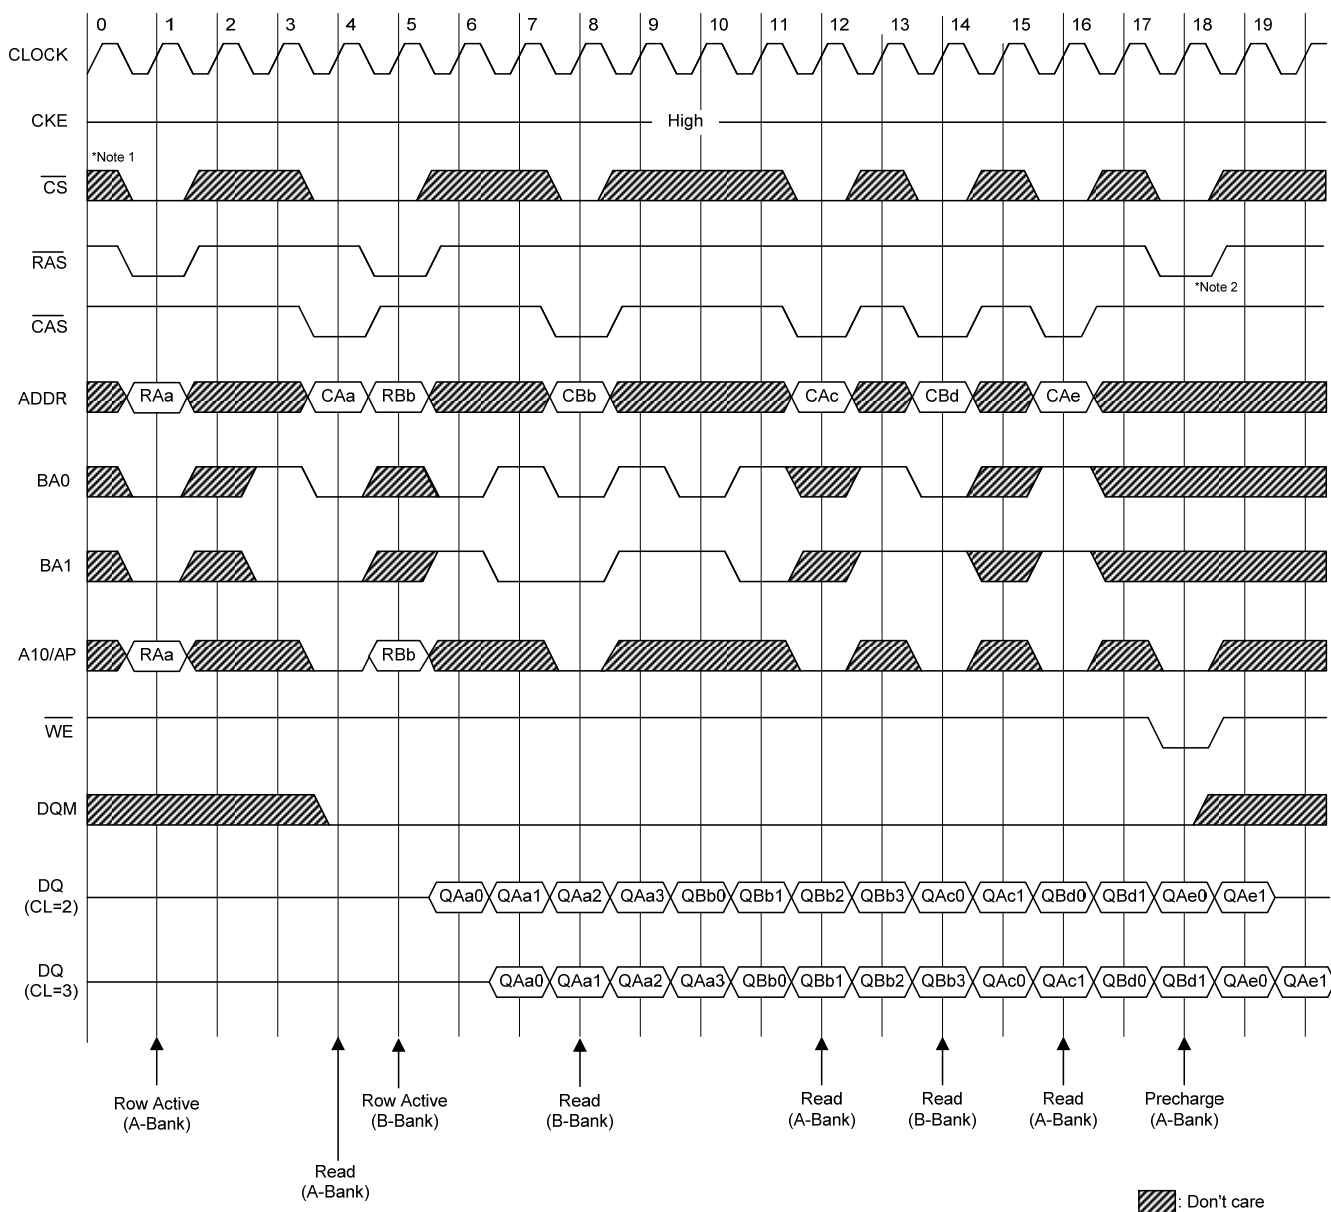 0 1 2 3 4 5 6 7 8 9 10 11 12 13 14 15 16 17 18 19
CLOCK
CKE High
*Note 1
CS
RAS
*Note 2
CAS
ADDR RAa CAa RBb CBb CAc CBd CAe
BA0
BA1
A10/AP RAa RBb
WE
DQM
DQ
(CL=2)
QAa0 QAa1 QAa2 QAa3 QBb0 QBb1 QBb2 QBb3 QAc0 QAc1 QBd0 QBd1 QAe0 QAe1
DQ
(CL=3)
QAa0 QAa1 QAa2 QAa3 QBb0 QBb1 QBb2 QBb3 QAc0 QAc1 QBd0 QBd1 QAe0 QAe1
Row Active
(A-Bank)
Read
(A-Bank)
Row Active
(B-Bank)
Read
(B-Bank)
Read
(A-Bank)
Read
(B-Bank)
Read
(A-Bank)
Precharge
(A-Bank)
: Don't care